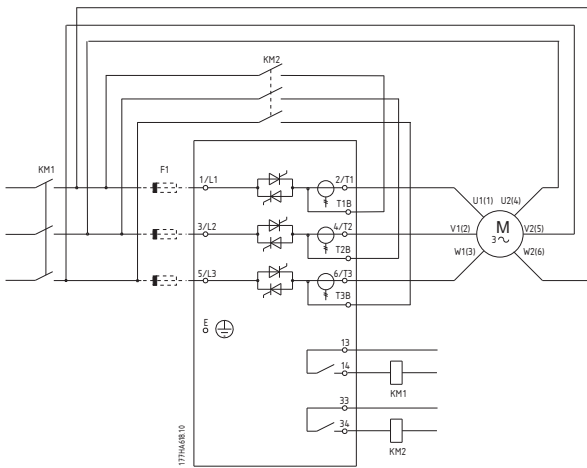 KM2
KM1
F1
1/L1
2/T1
T1B
3/L2
4/T2
T2B
5/L3
6/T3
T3B
U1(1)
U2(4)
V1(2)
V2(5)
W1(3)
W2(6)
M
3~
E
13
14
KM1
33
34
KM2
177HA618.10